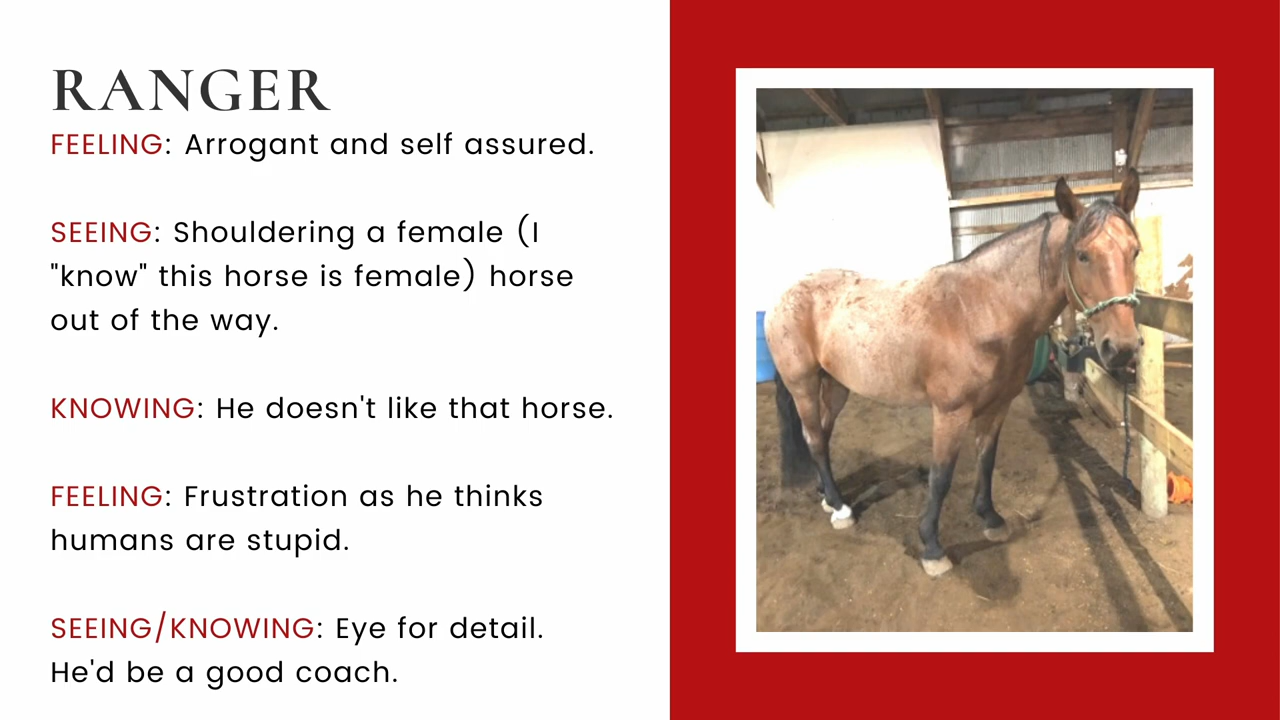 RANGER
FEELING: Arrogant and self assured.
SEEING: Shouldering a female (I
"know" this horse is female) horse
out of the way.
KNOWING: He doesn't like that horse.
FEELING: Frustration as he thinks
humans are stupid.
SEEING/KNOWING: Eye for detail.
He'd be a good coach.